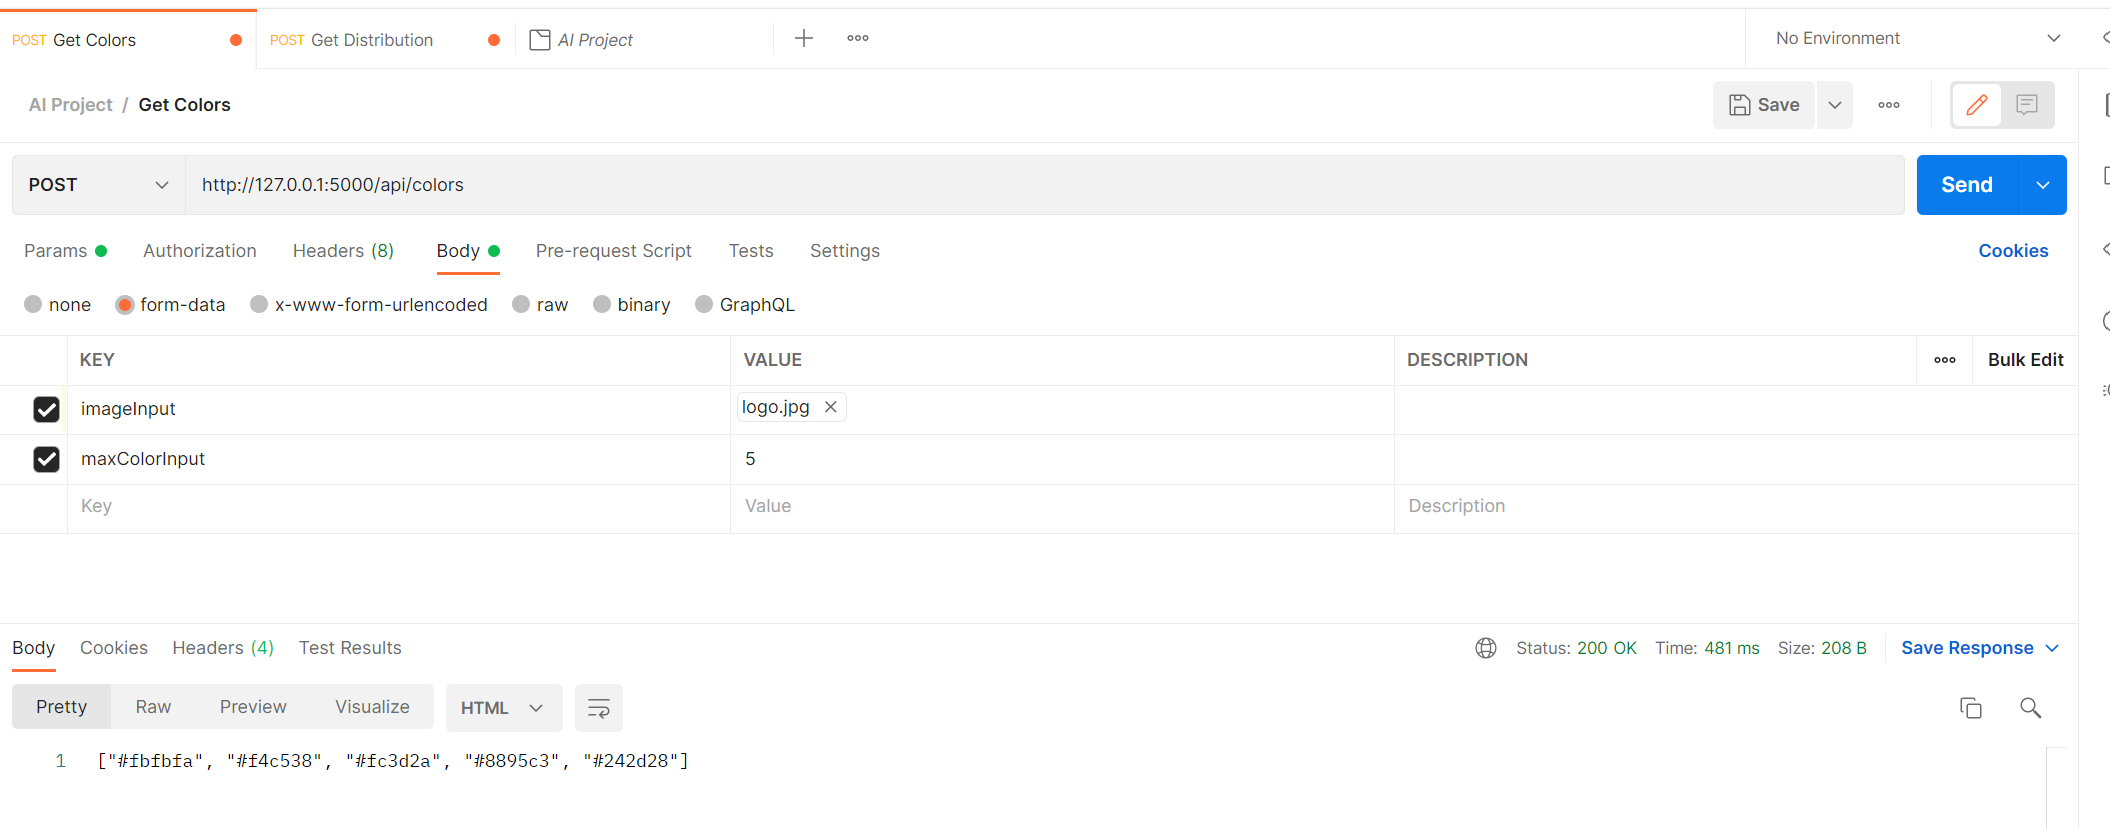 POST Get Colors POST Get Distribution AI Project No Environment
AI Project / Get Colors Save
POST http://127.0.0.1:5000/api/colors Send
Params Authorization Headers (8) Body Pre-request Script Tests Settings Cookies
none form-data x-www-form-urlencoded raw binary GraphQL
KEY VALUE DESCRIPTION Bulk Edit
imageInput logo.jpg
maxColorInput 5
Key Value Description
Body Cookies Headers (4) Test Results Status: 200 OK Time: 481 ms Size: 208 B Save Response
Pretty Raw Preview Visualize HTML
1 ["#fbfbfa", "#f4c538", "#fc3d2a", "#8895c3", "#242d28"]